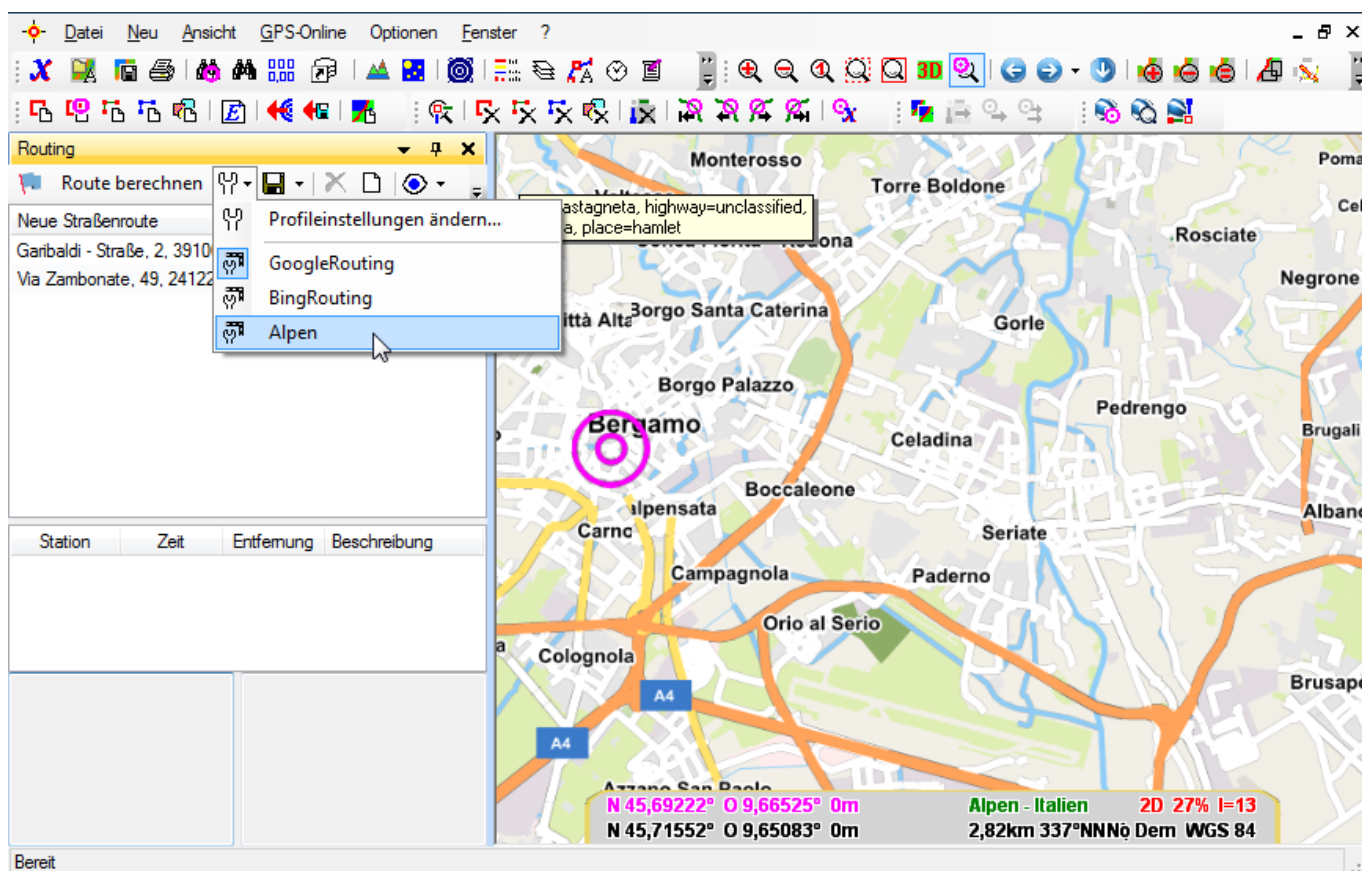 Datei Neu Ansicht GPS-Online Optionen Fenster ?
3D
Routing
Route berechnen
Neue Straßenroute
Garibaldi - Straße, 2, 3910
Via Zambonate, 49, 24122
Profileinstellungen ändern...
GoogleRouting
BingRouting
Alpen
Station Zeit Entfernung Beschreibung
astagneta, highway=unclassified,
a, place=hamlet
Monterosso
Torre Boldone
Rosciate
Negrone
Borgo Santa Caterina
ittà Alta
Gorle
Borgo Palazzo
Pedrengo
Bergamo
Celadina
Brugali
Boccaleone
alpensata
Carno
Seriate
Albano
Campagnola
Paderno
Orio al Serio
Colognola
A4
Brusapo
A4
Azzano San Paolo
N 45,69222° O 9,66525° 0m Alpen - Italien 2D 27% l=13
N 45,71552° O 9,65083° 0m 2,82km 337°NNNo Dem WGS 84
Bereit